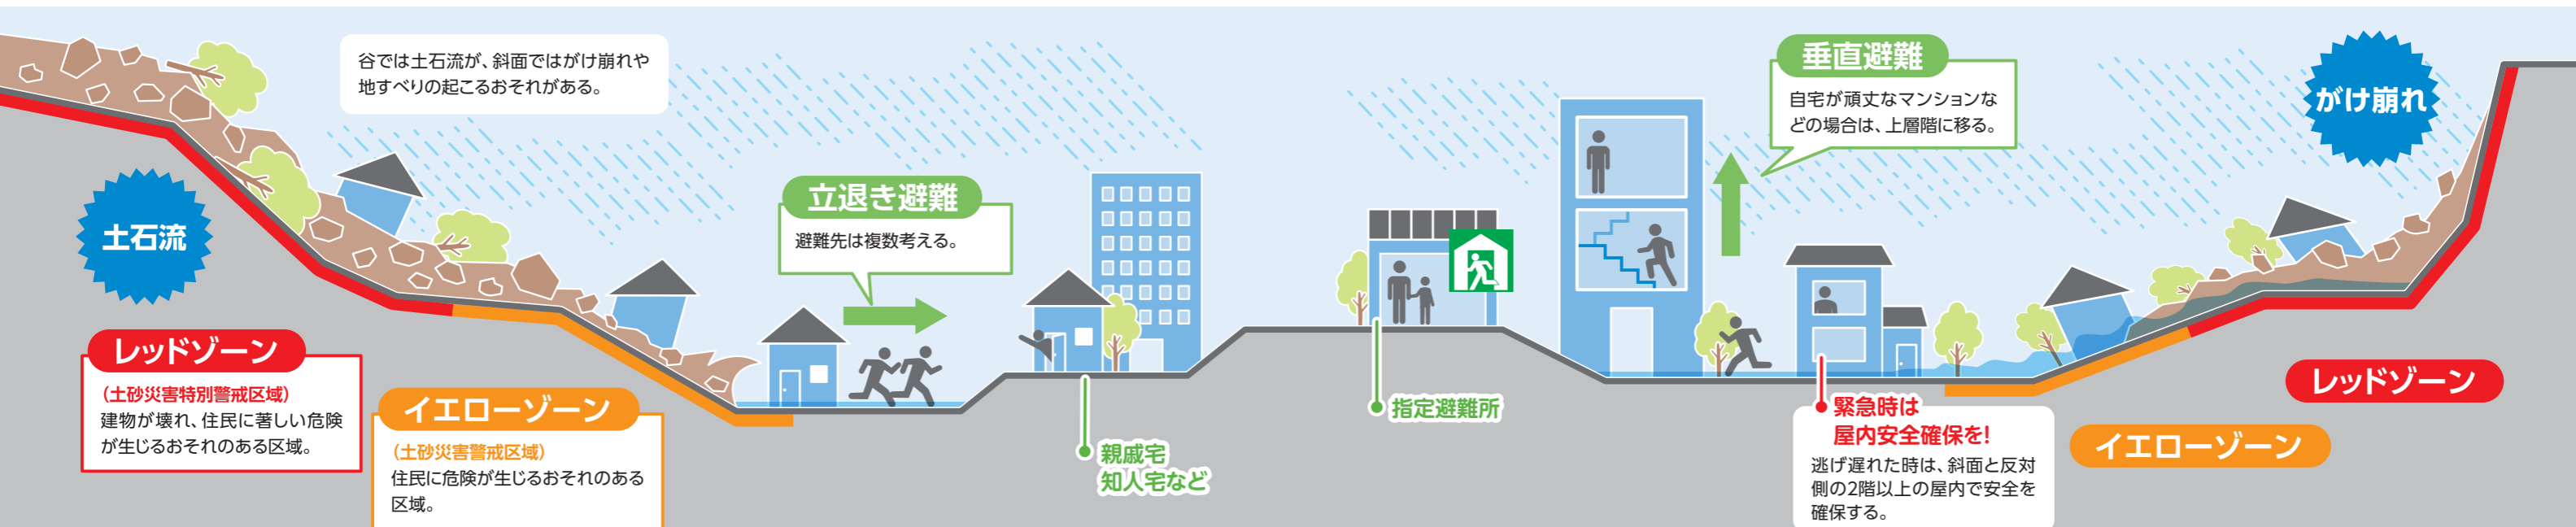 谷では土石流が、斜面ではがけ崩れや
地すべりの起こるおそれがある。
土石流
レッドゾーン
（土砂災害特別警戒区域）
建物が壊れ、住民に著しい危険
が生じるおそれのある区域。
イエローゾーン
（土砂災害警戒区域）
住民に危険が生じるおそれのある
区域。
立退き避難
避難先は複数考える。
親戚宅
知人宅など
指定避難所
垂直避難
自宅が頑丈なマンションな
どの場合は、上層階に移る。
緊急時は
屋内安全確保を!
逃げ遅れた時は、斜面と反対
側の2階以上の屋内で安全を
確保する。
がけ崩れ
レッドゾーン
イエローゾーン